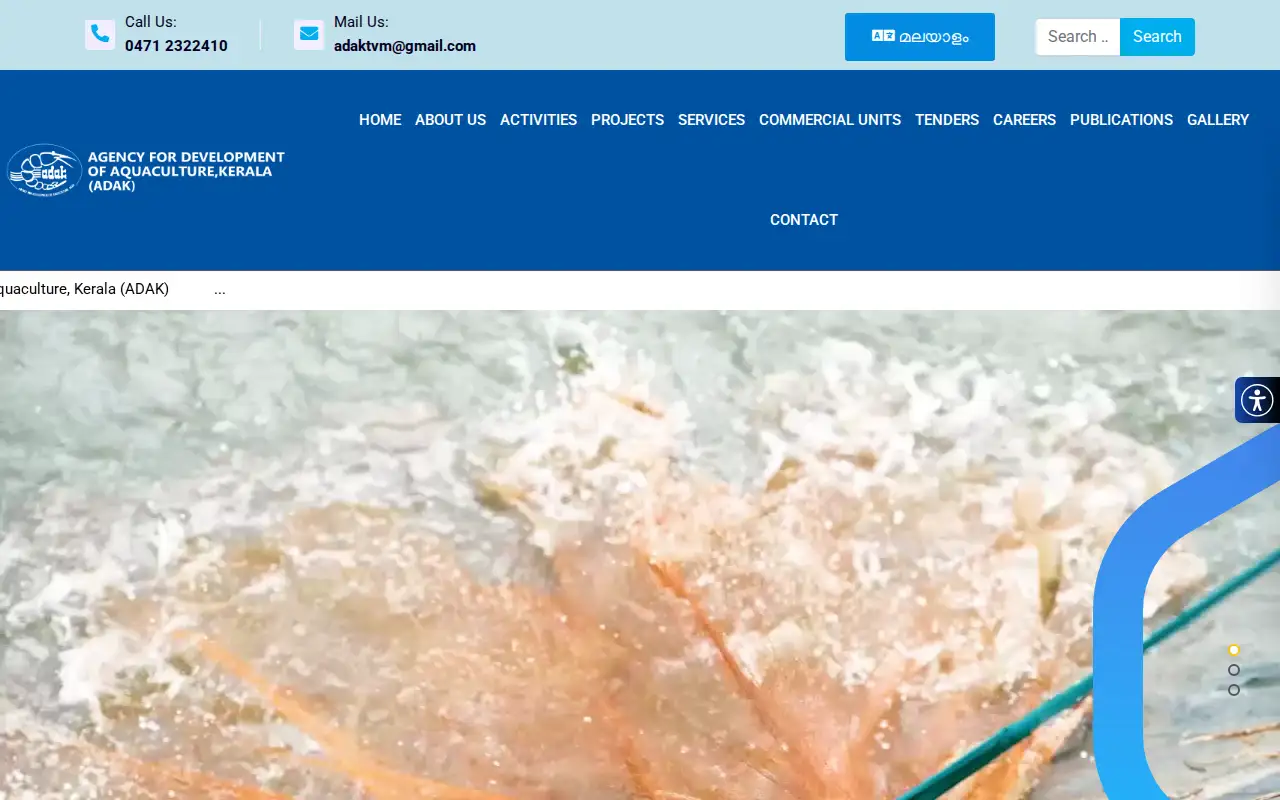 Call Us:
0471 2322410
Mail Us:
adaktvm@gmail.com
മലയാളം
Search ..
Search
HOME ABOUT US ACTIVITIES PROJECTS SERVICES COMMERCIAL UNITS TENDERS CAREERS PUBLICATIONS GALLERY
CONTACT
adak
AGENCY FOR DEVELOPMENT
OF AQUACULTURE,KERALA
(ADAK)
quaculture, Kerala (ADAK) ...